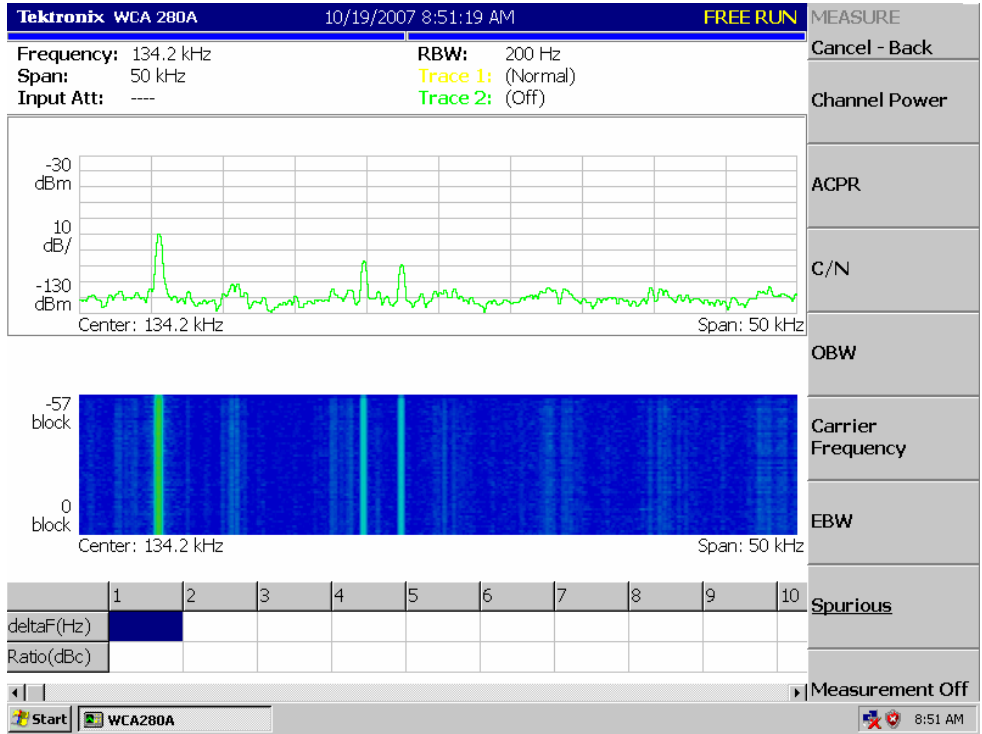 Tektronix WCA 280A 10/19/2007 8:51:19 AM FREE RUN
Frequency: 134.2 kHz RBW: 200 Hz
Span: 50 kHz Trace 1: (Normal)
Input Att: ---- Trace 2: (Off)
-30
dBm
10
dB/
-130
dBm
Center: 134.2 kHz Span: 50 kHz
-57
block
0
block
Center: 134.2 kHz Span: 50 kHz
1 2 3 4 5 6 7 8 9 10
deltaF(Hz)
Ratio(dBc)
MEASURE
Cancel - Back
Channel Power
ACPR
C/N
OBW
Carrier
Frequency
EBW
Spurious
Measurement Off
Start WCA280A 8:51 AM